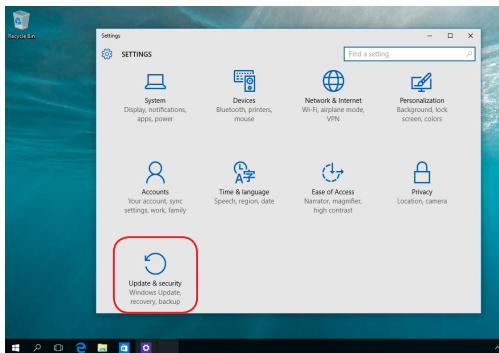 Recycle Bin
Settings
SETTINGS
Find a setting
System
Display, notifications,
apps, power
Devices
Bluetooth, printers,
mouse
Network & Internet
Wi-Fi, airplane mode,
VPN
Personalization
Background, lock
screen, colors
Accounts
Your account, sync
settings, work, family
Time & language
Speech, region, date
Ease of Access
Narrator, magnifier,
high contrast
Privacy
Location, camera
Update & security
Windows Update,
recovery, backup